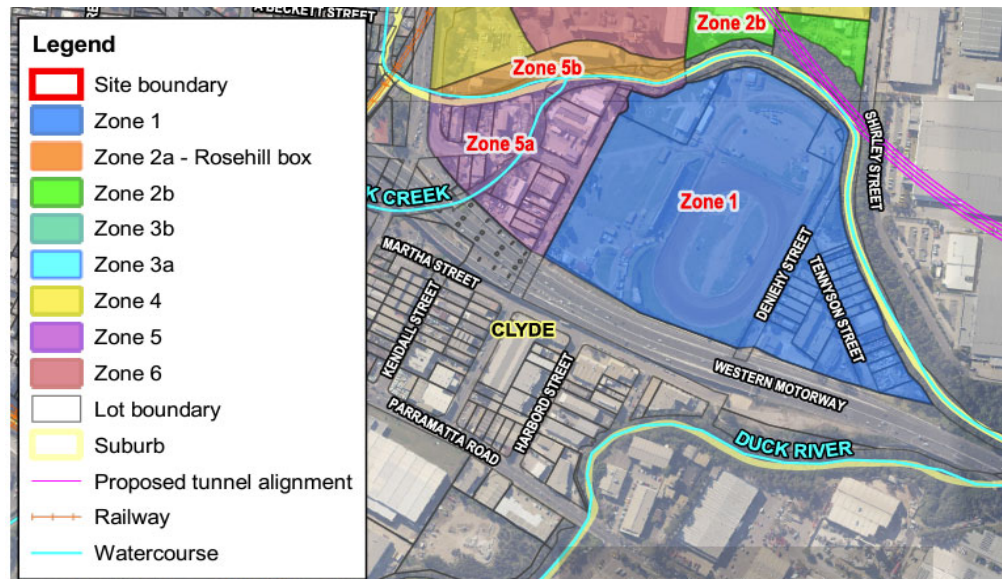 Legend
Site boundary
Zone 1
Zone 2a - Rosehill box
Zone 2b
Zone 3b
Zone 3a
Zone 4
Zone 5
Zone 6
Lot boundary
Suburb
Proposed tunnel alignment
Railway
Watercourse
A BECKETT STREET
Zone 2b
Zone 5b
Zone 5a
SHIRLEY STREET
K CREEK
Zone 1
MARTHA STREET
DENIEHY STREET
TENNYSON STREET
KENDALL STREET
CLYDE
HARBORD STREET
WESTERN MOTORWAY
PARRAMATTA ROAD
DUCK RIVER